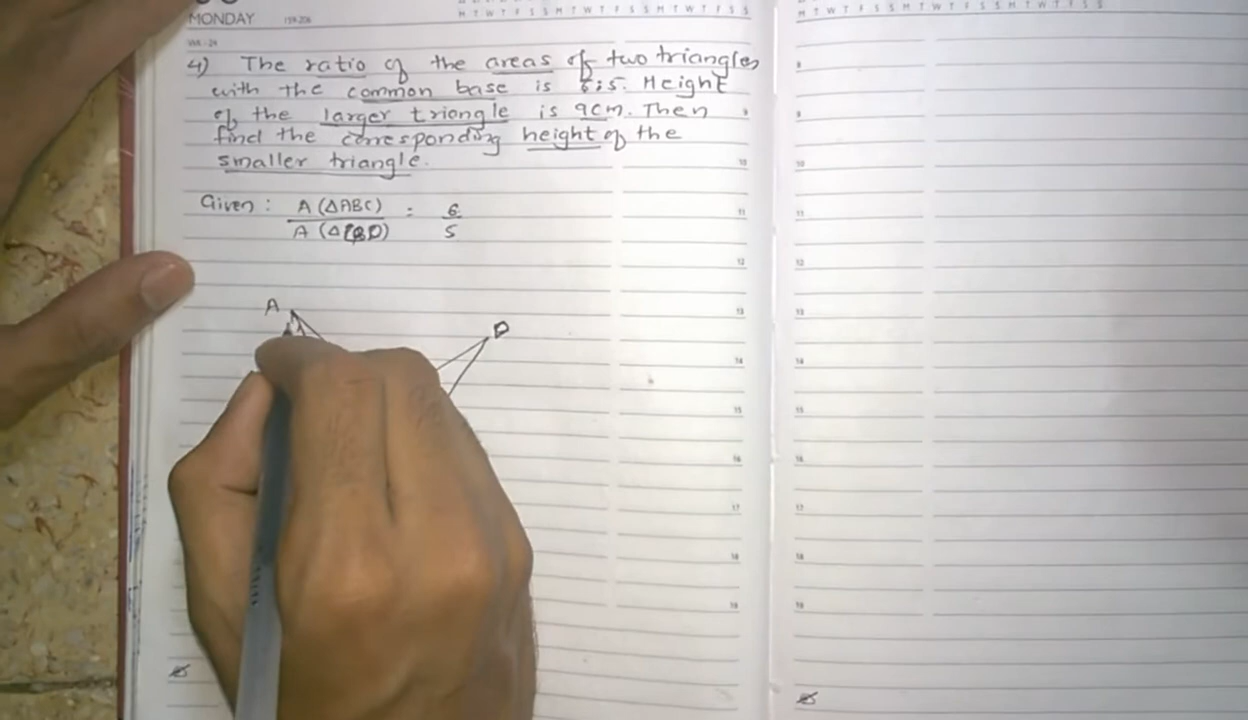 MONDAY
4) The ratio of the areas of two triangles
with the common base is 6:5. Height
of the larger triangle is 9cm. Then
find the corresponding height of the
smaller triangle.
Given : A (∆ABC) = 6
A (∆ D) 5
A
D